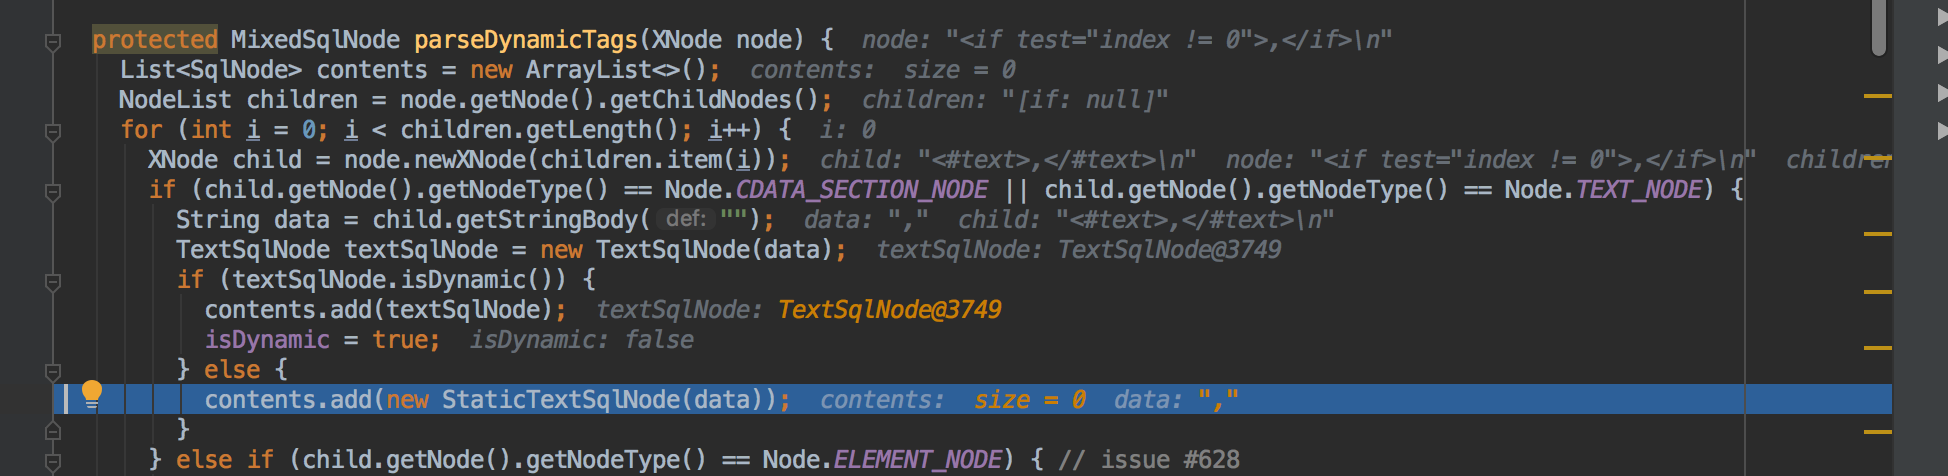 protected MixedSqlNode parseDynamicTags(XNode node) {  node: "<if test="index != 0">,</if>\n"
List<SqlNode> contents = new ArrayList<>();  contents:  size = 0
NodeList children = node.getNode().getChildNodes();  children: "[if: null]"
for (int i = 0; i < children.getLength(); i++) {  i: 0
XNode child = node.newXNode(children.item(i));  child: "<#text>,</#text>\n"  node: "<if test="index != 0">,</if>\n"  children
if (child.getNode().getNodeType() == Node.CDATA_SECTION_NODE || child.getNode().getNodeType() == Node.TEXT_NODE) {
String data = child.getStringBody( def: "");  data: ","  child: "<#text>,</#text>\n"
TextSqlNode textSqlNode = new TextSqlNode(data);  textSqlNode: TextSqlNode@3749
if (textSqlNode.isDynamic()) {
contents.add(textSqlNode);  textSqlNode: TextSqlNode@3749
isDynamic = true;  isDynamic: false
} else {
contents.add(new StaticTextSqlNode(data));  contents:  size = 0  data: ","
}
} else if (child.getNode().getNodeType() == Node.ELEMENT_NODE) { // issue #628